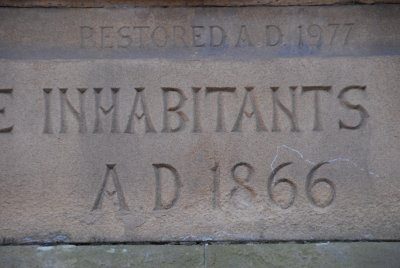 RESTORED A.D. 1977
E INHABITANTS
A.D 1866